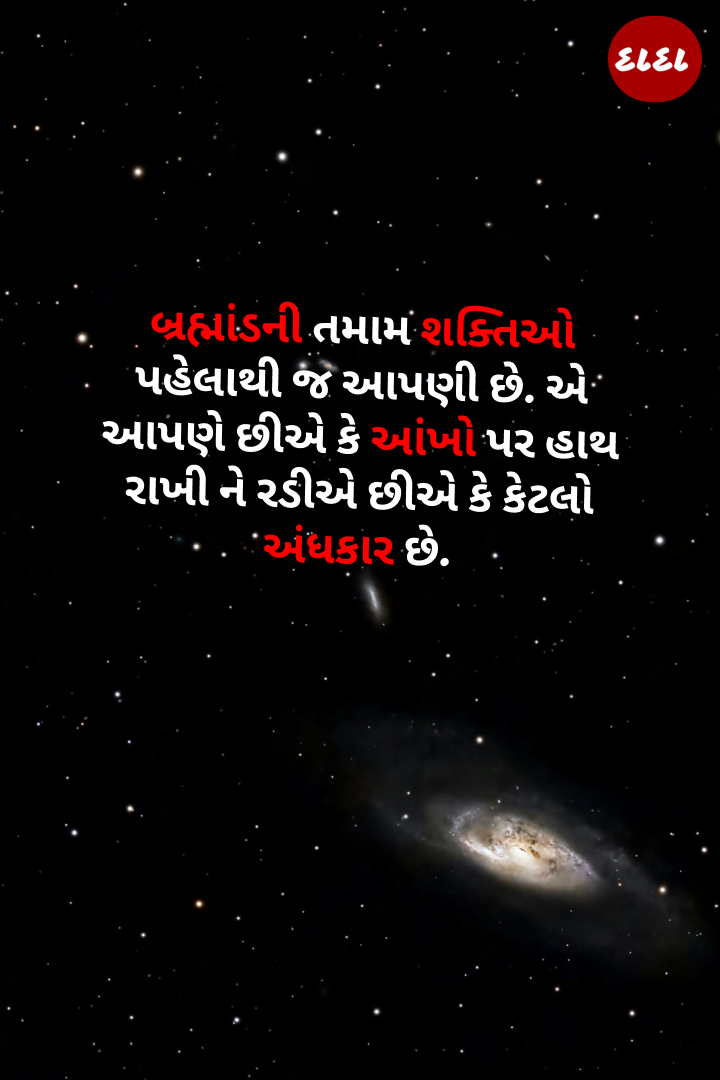 દાદા
બ્રહ્માંડની તમામ શક્તિઓ
પહેલાથી જ આપણી છે. એ
આપણે છીએ કે આંખો પર હાથ
રાખી ને રડીએ છીએ કે કેટલો
અંધકાર છે.